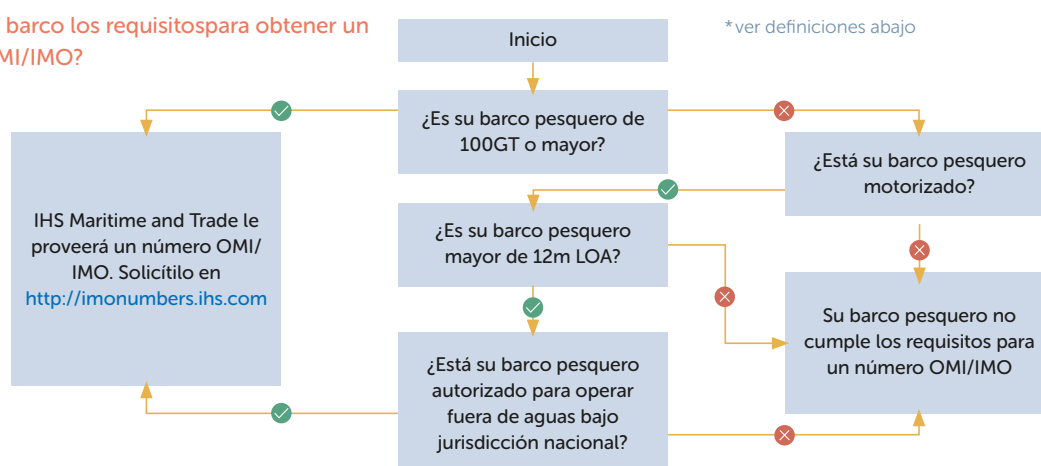 barco los requisitospara obtener un
MI/IMO?
*ver definiciones abajo
Inicio
¿Es su barco pesquero de
100GT o mayor?
¿Está su barco pesquero
motorizado?
IHS Maritime and Trade le
proveerá un número OMI/
IMO. Solicítilo en
http://imonumbers.ihs.com
¿Es su barco pesquero
mayor de 12m LOA?
Su barco pesquero no
cumple los requisitos para
un número OMI/IMO
¿Está su barco pesquero
autorizado para operar
fuera de aguas bajo
jurisdicción nacional?